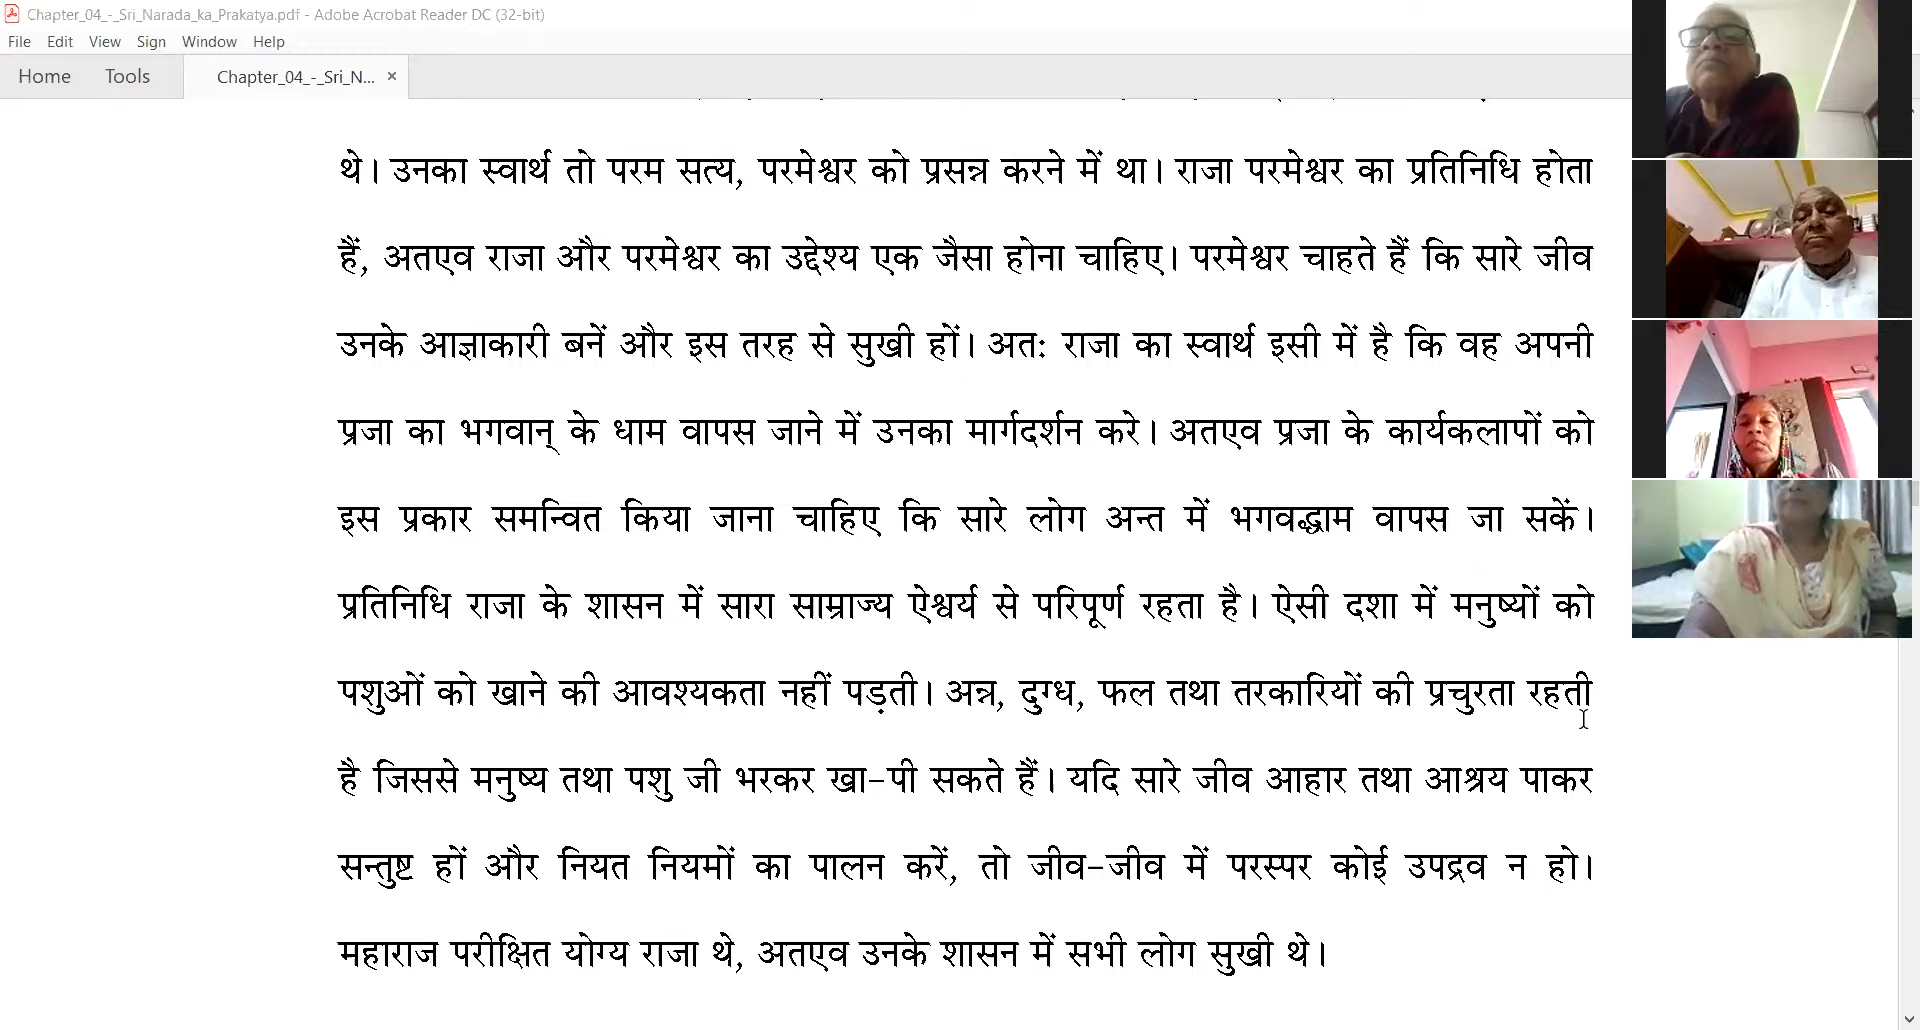 Chapter_04_-_Sri_Narada_ka_Prakatya.pdf - Adobe Acrobat Reader DC (32-bit)
File Edit View Sign Window Help
Home Tools Chapter_04_-_Sri_N... ×
थे। उनका स्वार्थ तो परम सत्य, परमेश्वर को प्रसन्न करने में था। राजा परमेश्वर का प्रतिनिधि होता
हैं, अतएव राजा और परमेश्वर का उद्देश्य एक जैसा होना चाहिए। परमेश्वर चाहते हैं कि सारे जीव
उनके आज्ञाकारी बनें और इस तरह से सुखी हों। अतः राजा का स्वार्थ इसी में है कि वह अपनी
प्रजा का भगवान् के धाम वापस जाने में उनका मार्गदर्शन करे। अतएव प्रजा के कार्यकलापों को
इस प्रकार समन्वित किया जाना चाहिए कि सारे लोग अन्त में भगवद्धाम वापस जा सकें।
प्रतिनिधि राजा के शासन में सारा साम्राज्य ऐश्वर्य से परिपूर्ण रहता है। ऐसी दशा में मनुष्यों को
पशुओं को खाने की आवश्यकता नहीं पड़ती। अन्न, दुग्ध, फल तथा तरकारियों की प्रचुरता रहती
है जिससे मनुष्य तथा पशु जी भरकर खा-पी सकते हैं। यदि सारे जीव आहार तथा आश्रय पाकर
सन्तुष्ट हों और नियत नियमों का पालन करें, तो जीव-जीव में परस्पर कोई उपद्रव न हो।
महाराज परीक्षित योग्य राजा थे, अतएव उनके शासन में सभी लोग सुखी थे।